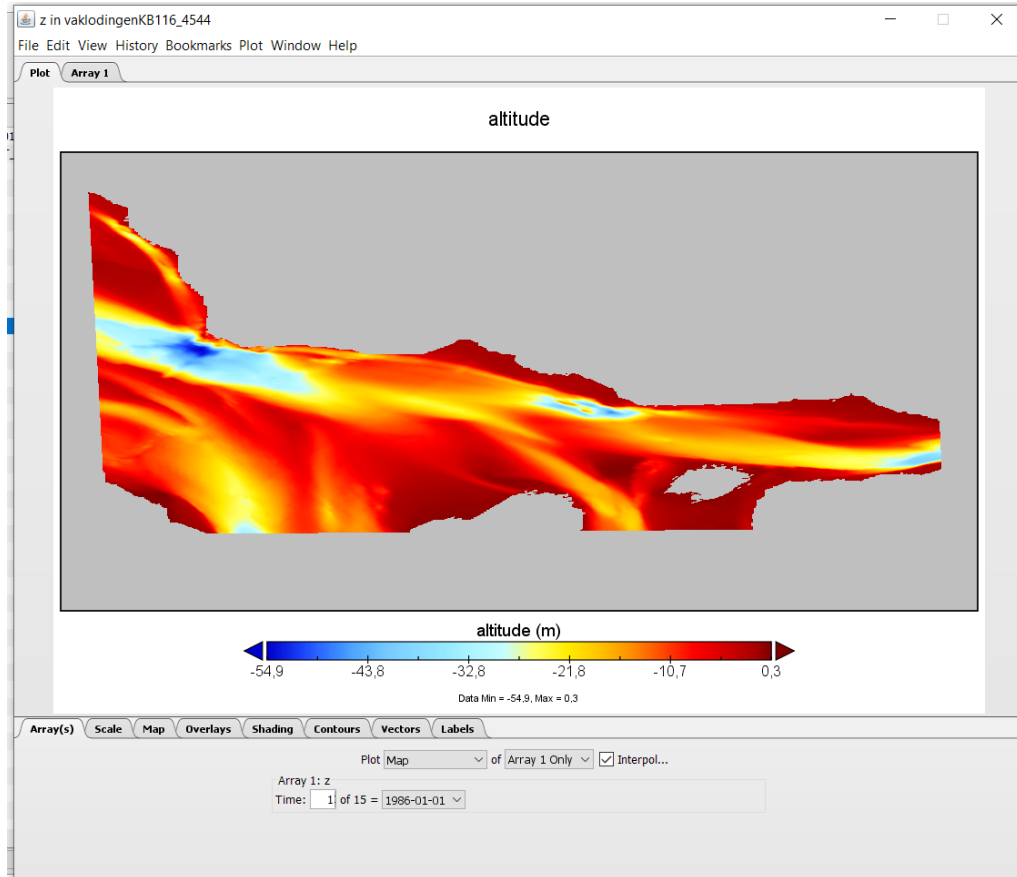 z in vaklodingenKB116_4544
File Edit View History Bookmarks Plot Window Help
Plot Array 1
altitude
altitude (m)
-54,9 -43,8 -32,8 -21,8 -10,7 0,3
Data Min = -54,9, Max = 0,3
Array(s) Scale Map Overlays Shading Contours Vectors Labels
Plot Map of Array 1 Only Interpol...
Array 1: z
Time: 1 of 15 = 1986-01-01